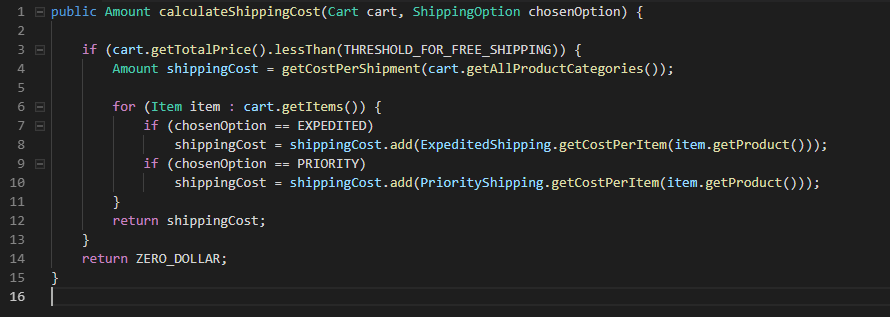 1 public Amount calculateShippingCost(Cart cart, ShippingOption chosenOption) {
2
3 if (cart.getTotalPrice().lessThan(THRESHOLD_FOR_FREE_SHIPPING)) {
4 Amount shippingCost = getCostPerShipment(cart.getAllProductCategories());
5
6 for (Item item : cart.getItems()) {
7 if (chosenOption == EXPEDITED)
8 shippingCost = shippingCost.add(ExpeditedShipping.getCostPerItem(item.getProduct()));
9 if (chosenOption == PRIORITY)
10 shippingCost = shippingCost.add(PriorityShipping.getCostPerItem(item.getProduct()));
11 }
12 return shippingCost;
13 }
14 return ZERO_DOLLAR;
15 }
16